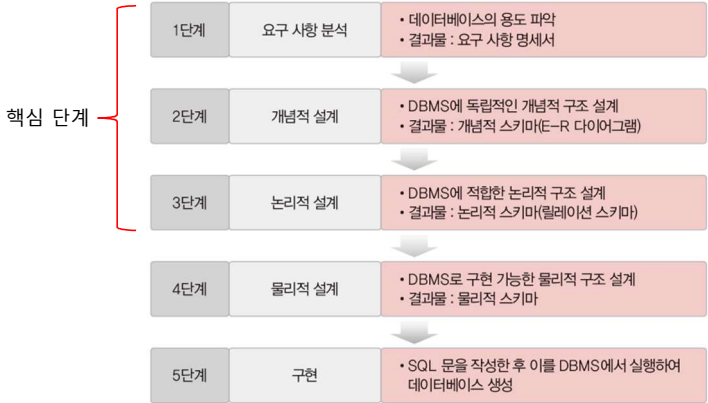 핵심 단계
1단계
요구 사항 분석
• 데이터베이스의 용도 파악
• 결과물 : 요구 사항 명세서
2단계
개념적 설계
• DBMS에 독립적인 개념적 구조 설계
• 결과물 : 개념적 스키마(E-R 다이어그램)
3단계
논리적 설계
• DBMS에 적합한 논리적 구조 설계
• 결과물 : 논리적 스키마(릴레이션 스키마)
4단계
물리적 설계
• DBMS로 구현 가능한 물리적 구조 설계
• 결과물 : 물리적 스키마
5단계
구현
• SQL 문을 작성한 후 이를 DBMS에서 실행하여
데이터베이스 생성